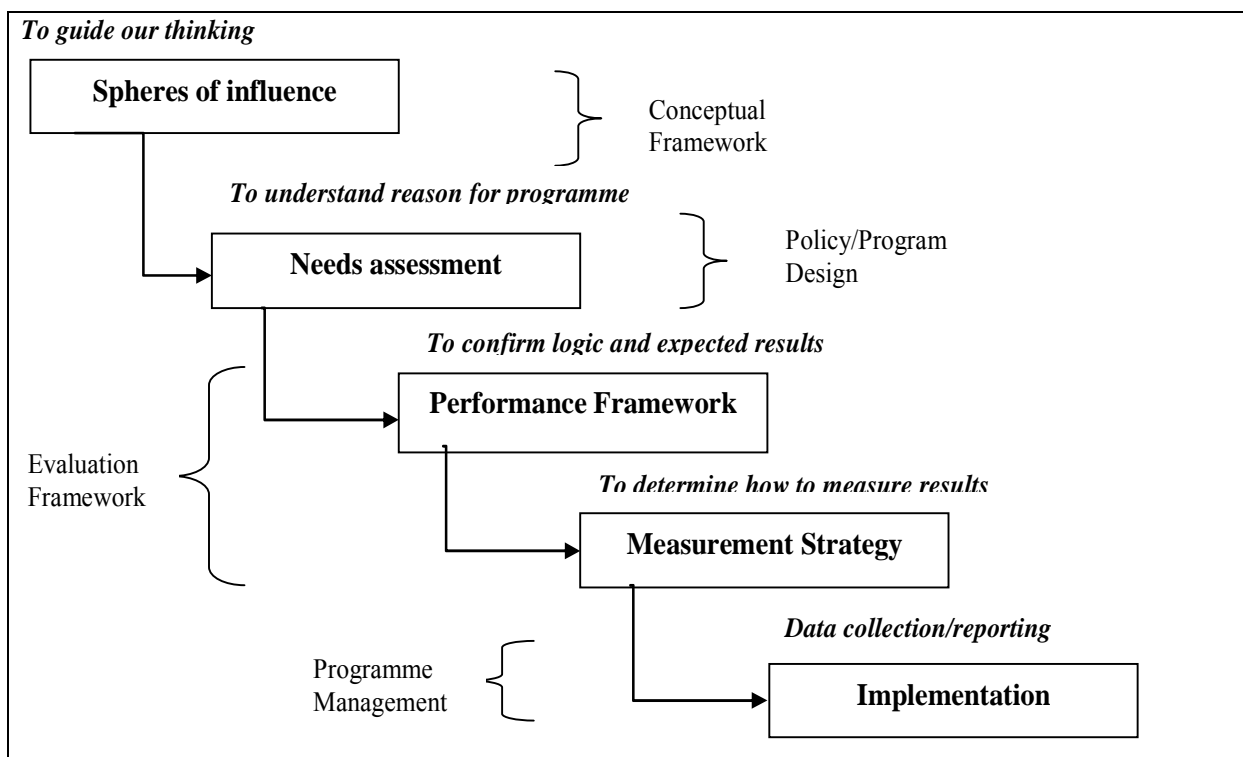 To guide our thinking
Spheres of influence
Conceptual
Framework
To understand reason for programme
Needs assessment
Policy/Program
Design
To confirm logic and expected results
Performance Framework
Evaluation
Framework
To determine how to measure results
Measurement Strategy
Data collection/reporting
Programme
Management
Implementation